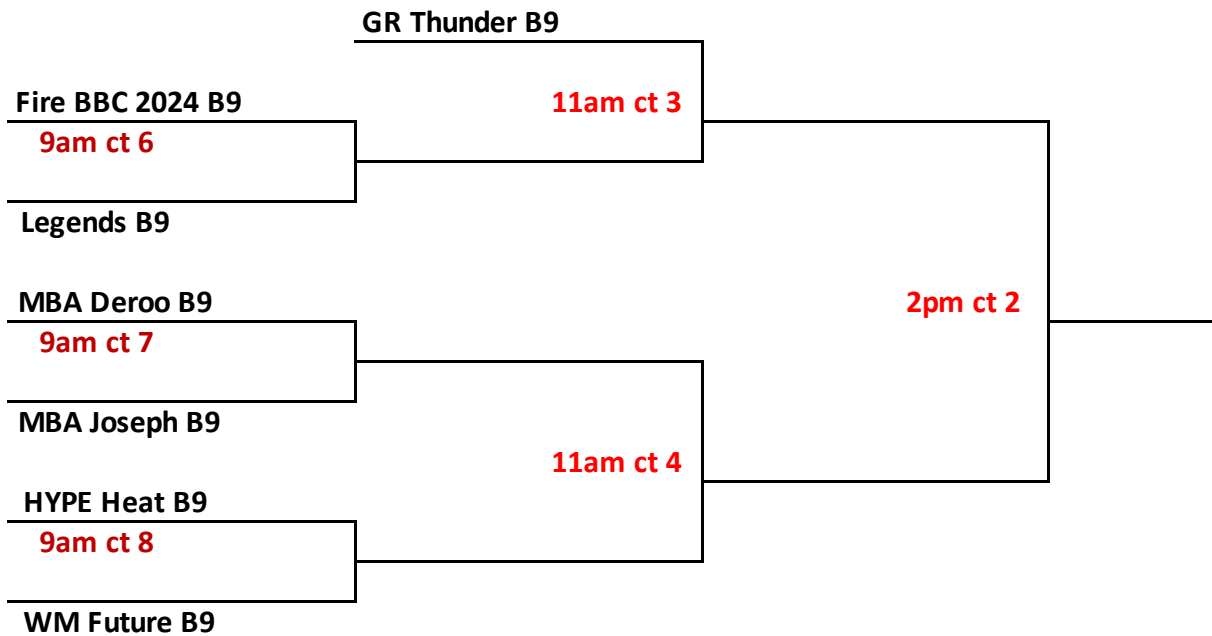 GR Thunder B9
Fire BBC 2024 B9
11am ct 3
9am ct 6
Legends B9
MBA Deroo B9
2pm ct 2
9am ct 7
MBA Joseph B9
11am ct 4
HYPE Heat B9
9am ct 8
WM Future B9